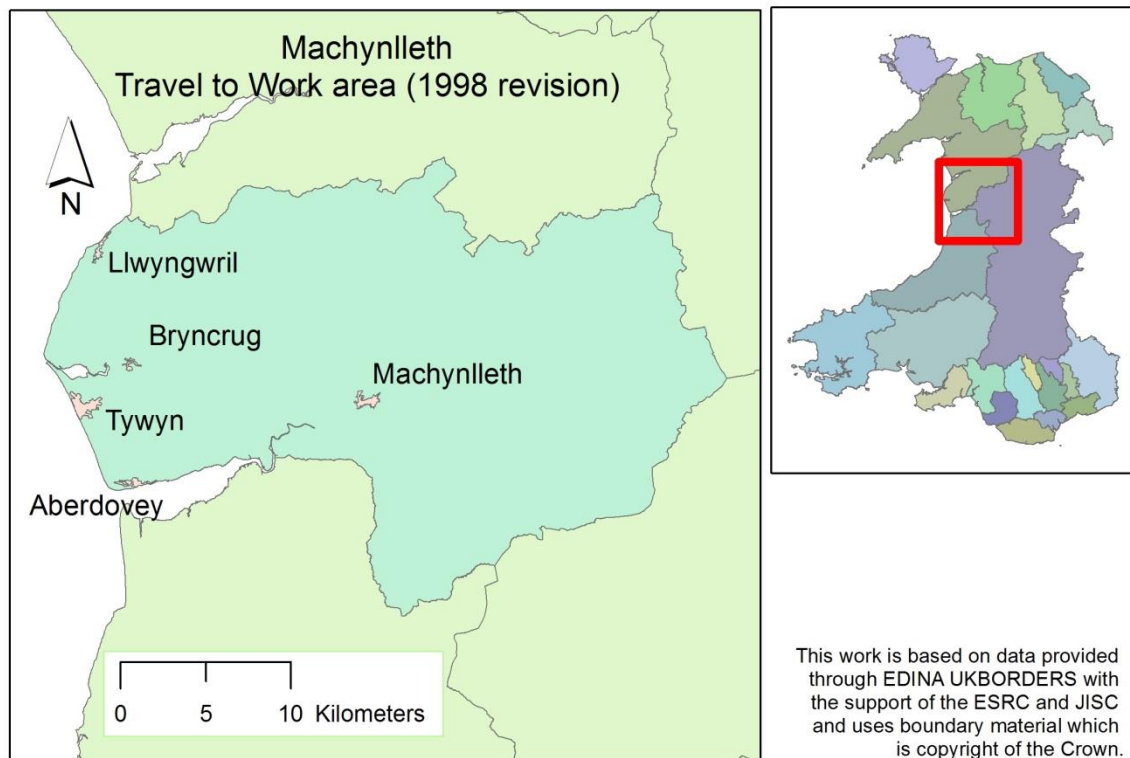 Machynlleth
Travel to Work area (1998 revision)
N
Llwyngwril
Bryncrug
Machynlleth
Tywyn
Aberdovey
0 5 10 Kilometers
This work is based on data provided
through EDINA UKBORDERS with
the support of the ESRC and JISC
and uses boundary material which
is copyright of the Crown.